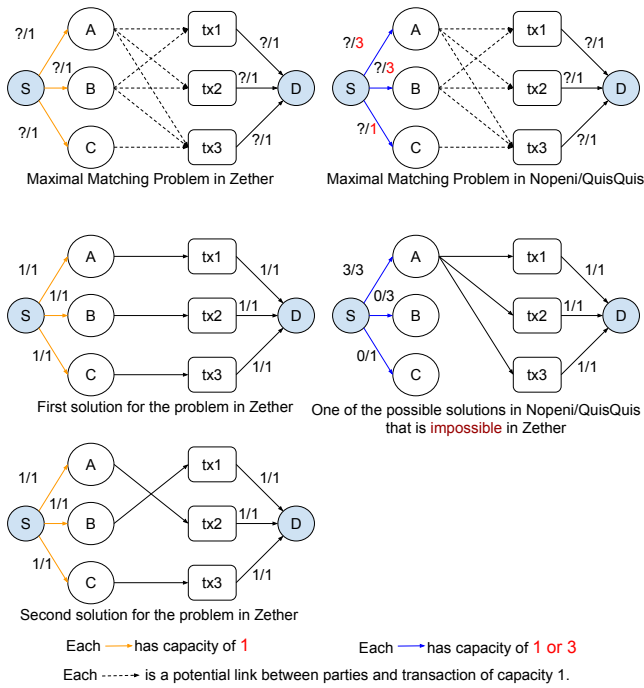 ?/1
A
tx1
?/1
?/1
S
B
tx2
?/1
D
?/1
C
tx3
?/1
Maximal Matching Problem in Zether
?/3
A
tx1
?/1
?/3
S
B
tx2
?/1
D
?/1
C
tx3
?/1
Maximal Matching Problem in Nopeni/QuisQuis
1/1
A
tx1
1/1
1/1
S
B
tx2
1/1
D
1/1
C
tx3
1/1
First solution for the problem in Zether
3/3
A
tx1
1/1
0/3
S
B
tx2
1/1
D
0/1
C
tx3
1/1
One of the possible solutions in Nopeni/QuisQuis
that is impossible in Zether
1/1
A
tx1
1/1
1/1
S
B
tx2
1/1
D
1/1
C
tx3
1/1
Second solution for the problem in Zether
Each has capacity of 1
Each has capacity of 1 or 3
Each is a potential link between parties and transaction of capacity 1.